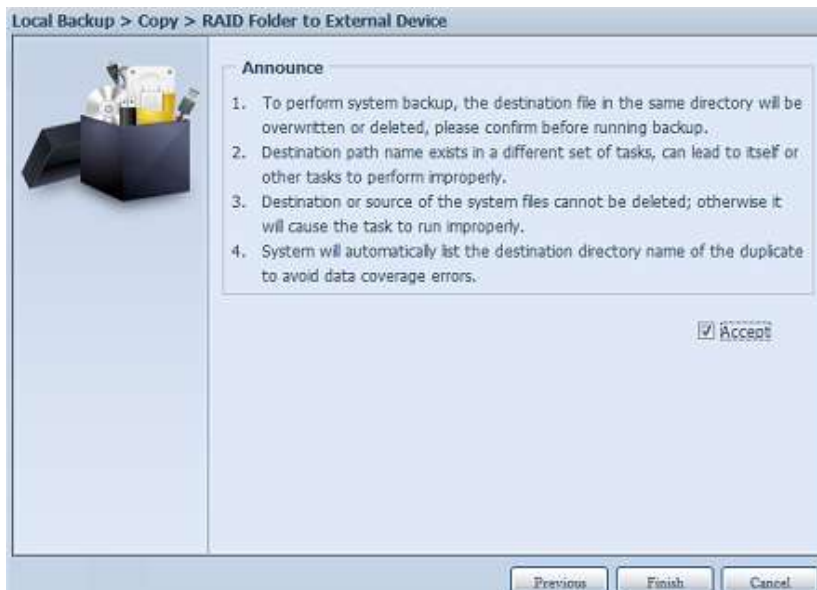 Local Backup > Copy > RAID Folder to External Device
Announce
1. To perform system backup, the destination file in the same directory will be
overwritten or deleted, please confirm before running backup.
2. Destination path name exists in a different set of tasks, can lead to itself or
other tasks to perform improperly.
3. Destination or source of the system files cannot be deleted; otherwise it
will cause the task to run improperly.
4. System will automatically list the destination directory name of the duplicate
to avoid data coverage errors.
Accept
Previous
Finish
Cancel